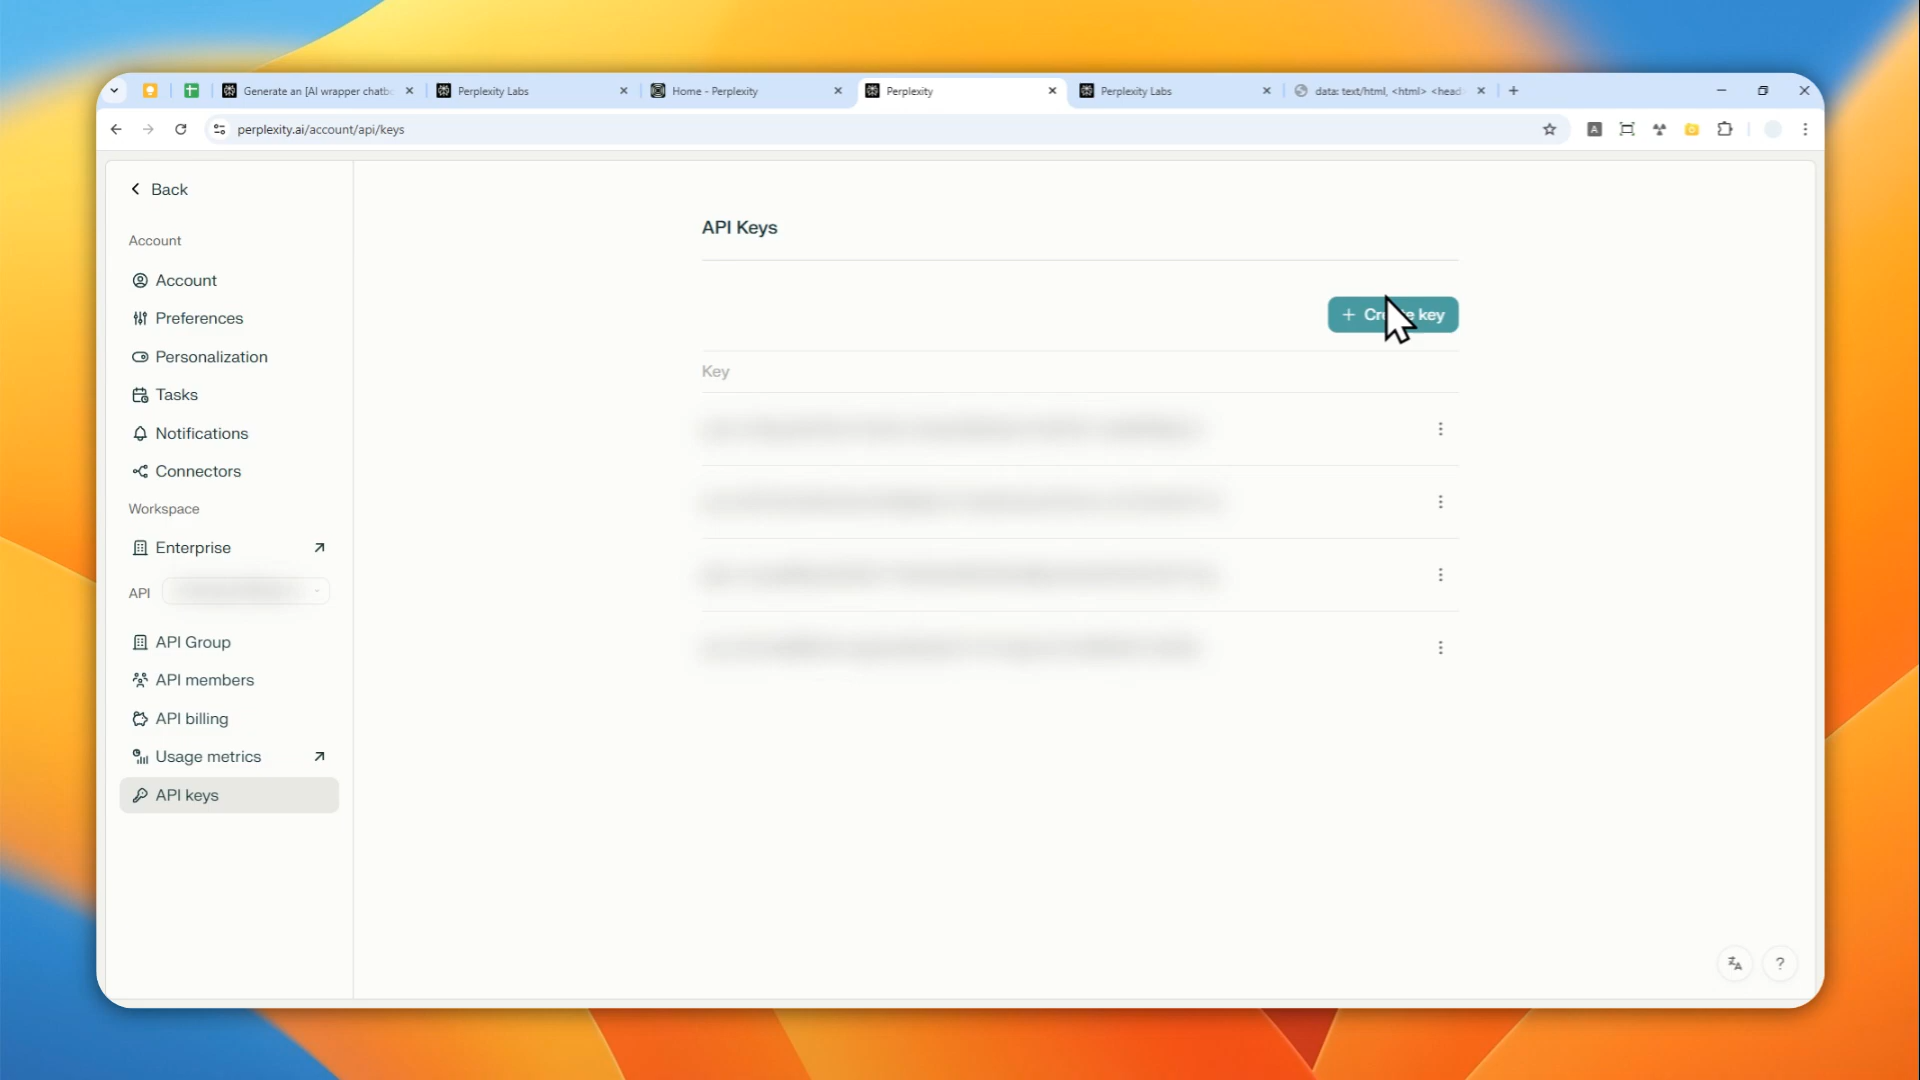 Generate an [AI wrapper chatb
Perplexity Labs
Home - Perplexity
Perplexity
Perplexity Labs
data: text/html, <html> <head
perplexity.ai/account/api/keys
Back
Account
Account
Preferences
Personalization
Tasks
Notifications
Connectors
Workspace
Enterprise
API
API Group
API members
API billing
Usage metrics
API keys
API Keys
+ Create key
Key